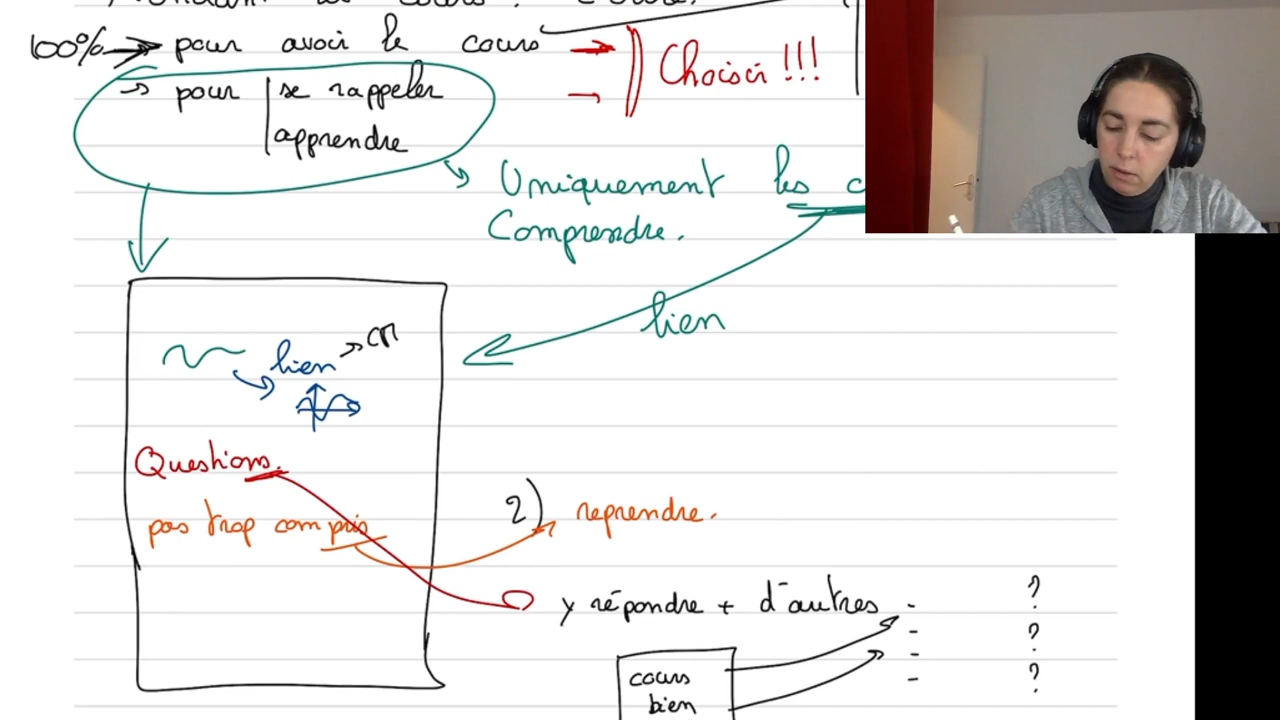 100% → pour avoir le cours →
→ pour se rappeler
apprendre
Choisir !!!
Uniquement les c
Comprendre.
lien
lien → CM
Questions.
pas trop compris
2) reprendre.
y répondre + d'autres - ?
- ?
-
- ?
cours
bien